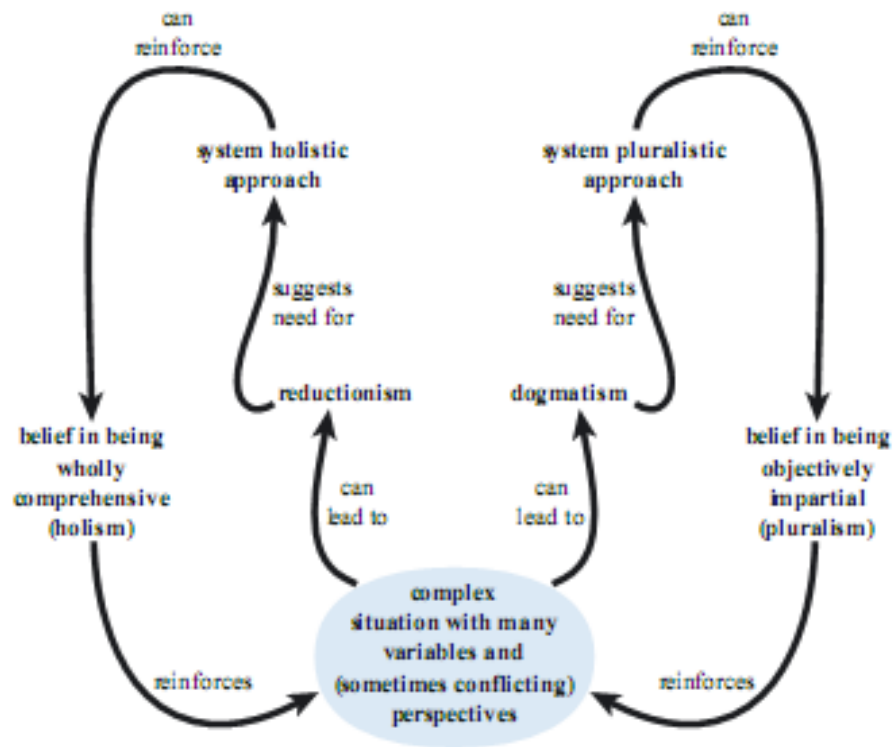 can
reinforce
can
reinforce
system holistic
approach
system pluralistic
approach
suggests
need for
suggests
need for
reductionism
dogmatism
belief in being
wholly
comprehensive
(holism)
belief in being
objectively
impartial
(pluralism)
can
lead to
can
lead to
complex
situation with many
variables and
(sometimes conflicting)
perspectives
reinforces
reinforces